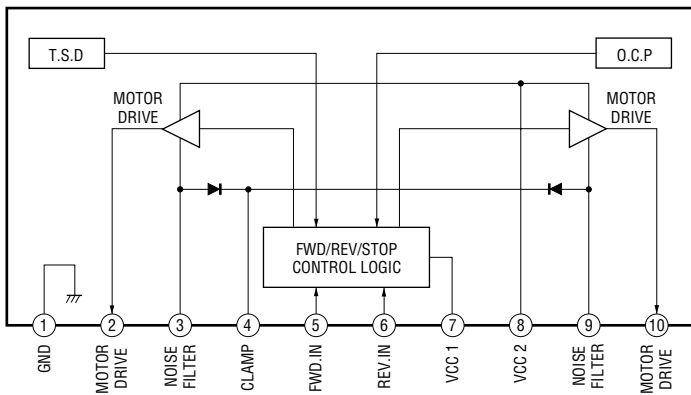 T.S.D
O.C.P
MOTOR
DRIVE
MOTOR
DRIVE
FWD/REV/STOP
CONTROL LOGIC
1
2
3
4
5
6
7
8
9
10
GND
MOTOR
DRIVE
NOISE
FILTER
CLAMP
FWD.IN
REV.IN
VCC 1
VCC 2
NOISE
FILTER
MOTOR
DRIVE